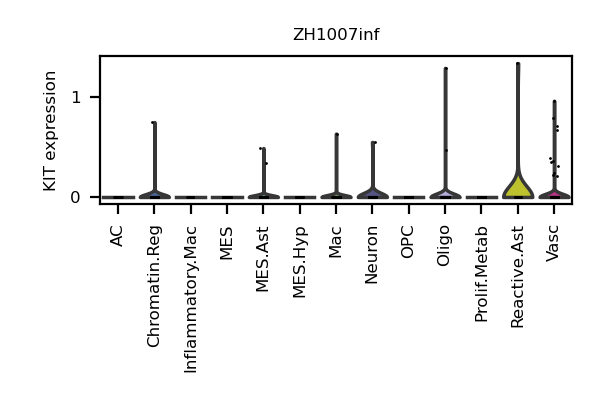 ZH1007inf
KIT expression
1
0
AC
Chromatin.Reg
Inflammatory.Mac
MES
MES.Ast
MES.Hyp
Mac
Neuron
OPC
Oligo
Prolif.Metab
Reactive.Ast
Vasc